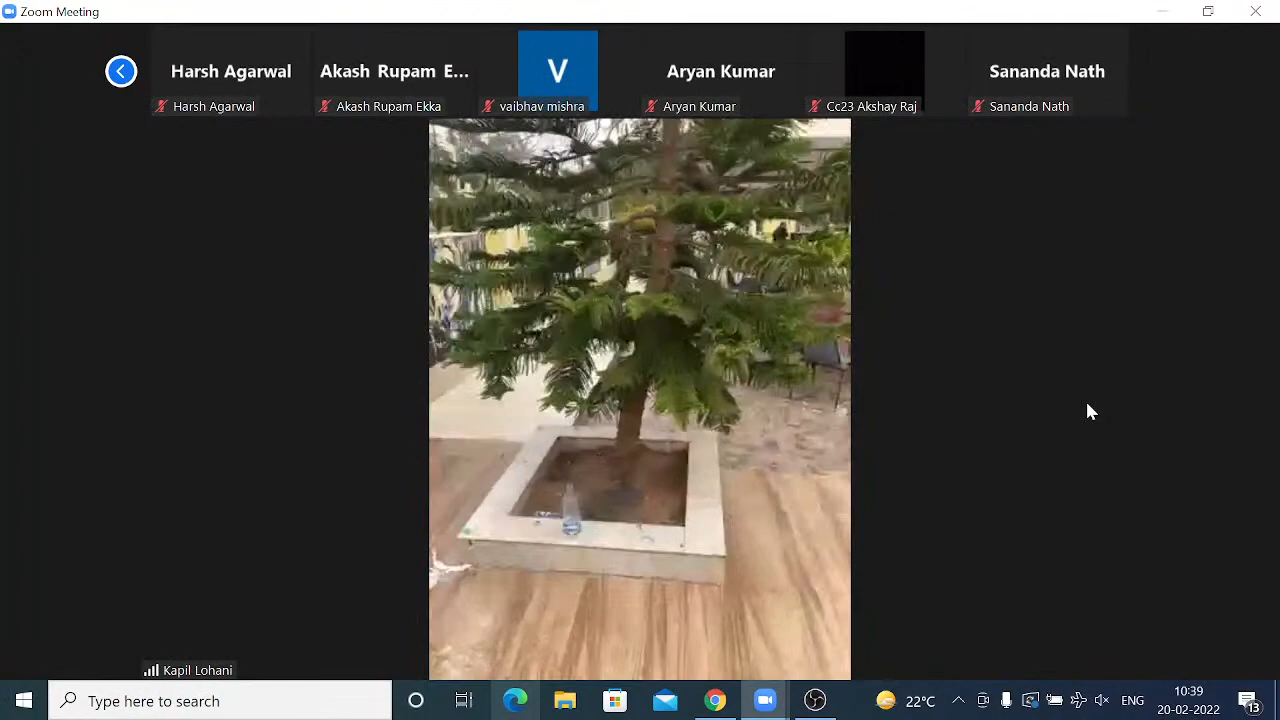 Zoom Meeting
Harsh Agarwal
Akash Rupam E...
V
Aryan Kumar
Sananda Nath
Harsh Agarwal
Akash Rupam Ekka
vaibhav mishra
Aryan Kumar
Cc23 Akshay Raj
Sananda Nath
Kapil Lohani
Type here to search
22°C
ENG
10:39
20-02-2022
13